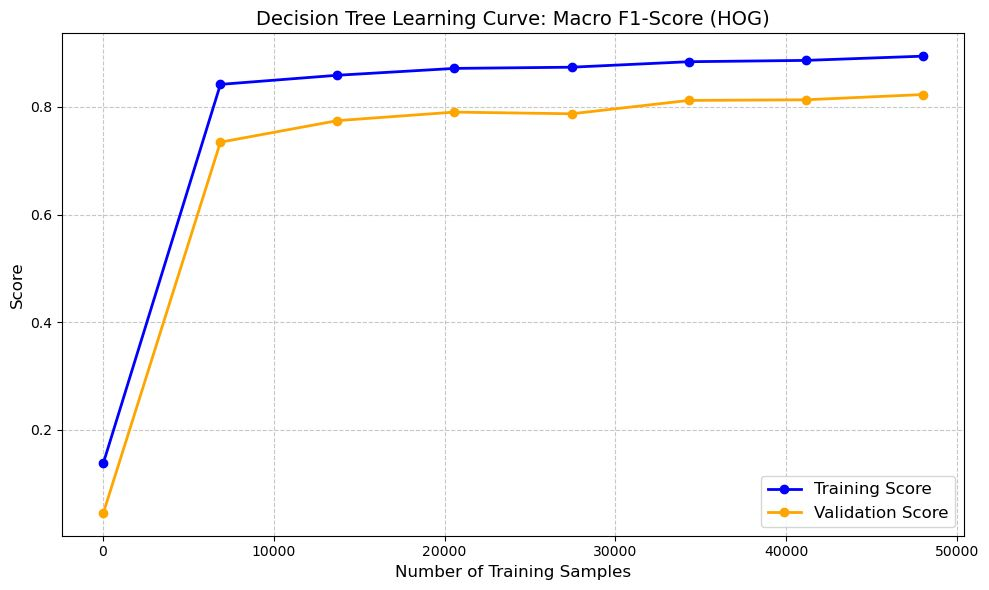 Decision Tree Learning Curve: Macro F1-Score (HOG)
0.8
0.6
0.4
0.2
Score
0 10000 20000 30000 40000 50000
Number of Training Samples
Training Score
Validation Score